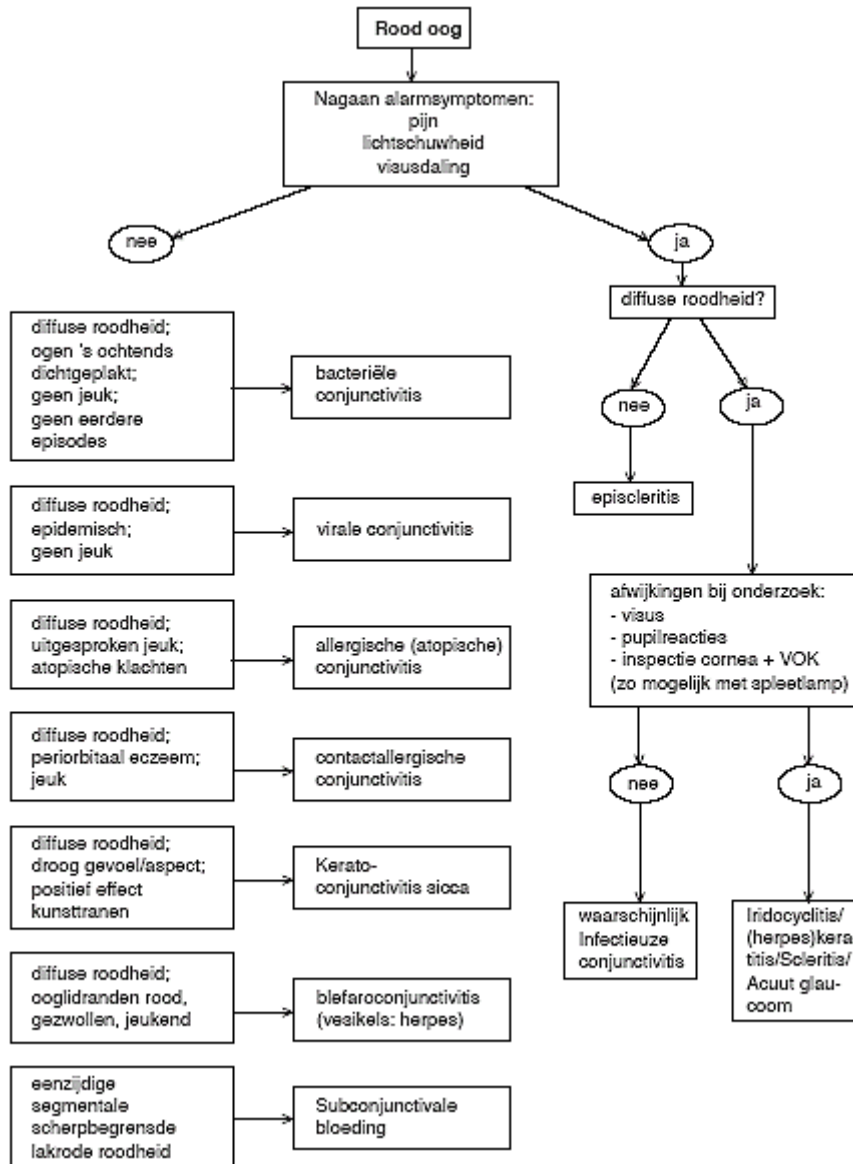 Rood oog
Nagaan alarmsymptomen:
pijn
lichtschuwheid
visusdaling
nee
ja
diffuse roodheid?
nee
ja
episcleritis
afwijkingen bij onderzoek:
- visus
- pupilreacties
- inspectie cornea + VOK
(zo mogelijk met spleetlamp)
nee
ja
waarschijnlijk
Infectieuze
conjunctivitis
Iridocyclitis/
(herpes)kera
titis/Scleritis/
Acuut glau-
coom
diffuse roodheid;
ogen 's ochtends
dichtgeplakt;
geen jeuk;
geen eerdere
episodes
bacteriële
conjunctivitis
diffuse roodheid;
epidemisch;
geen jeuk
virale conjunctivitis
diffuse roodheid;
uitgesproken jeuk;
atopische klachten
allergische (atopische)
conjunctivitis
diffuse roodheid;
periorbitaal eczeem;
jeuk
contactallergische
conjunctivitis
diffuse roodheid;
droog gevoel/aspect;
positief effect
kunsttranen
Kerato-
conjunctivitis sicca
diffuse roodheid;
ooglidranden rood,
gezwollen, jeukend
blefaroconjunctivitis
(vesikels: herpes)
eenzijdige
segmentale
scherpbegrensde
lakrode roodheid
Subconjunctivale
bloeding